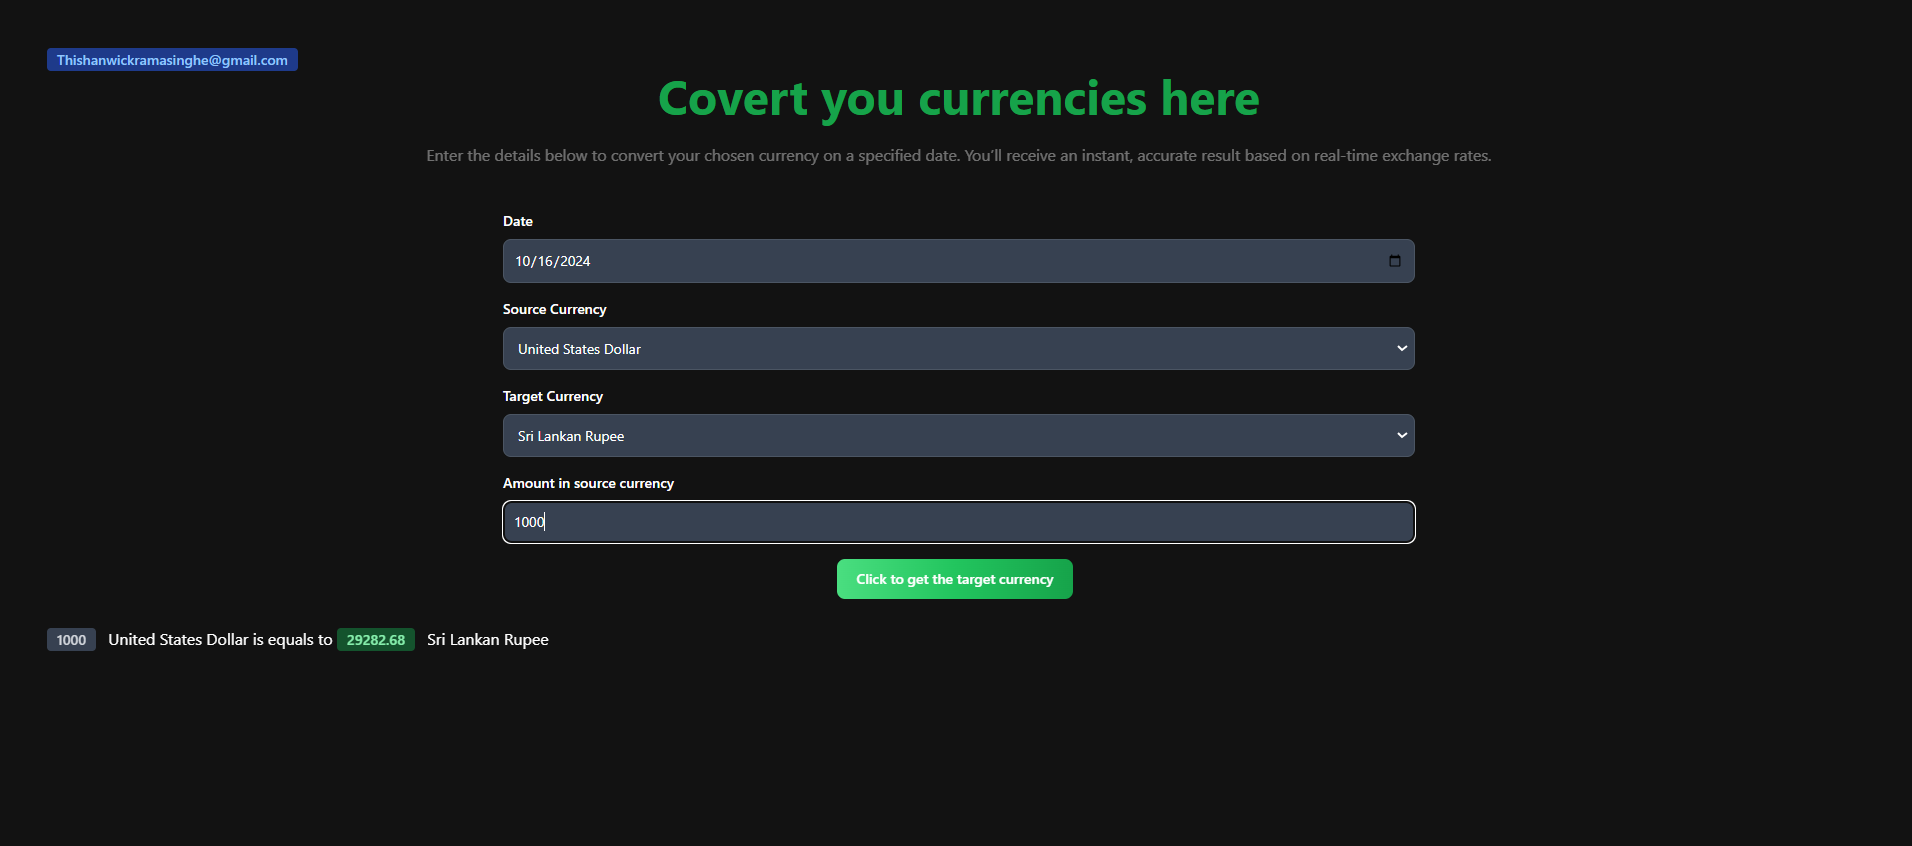 Thishanwickramasinghe@gmail.com
Covert you currencies here
Enter the details below to convert your chosen currency on a specified date. You'll receive an instant, accurate result based on real-time exchange rates.
Date
10/16/2024
Source Currency
United States Dollar
Target Currency
Sri Lankan Rupee
Amount in source currency
1000
Click to get the target currency
1000 United States Dollar is equals to 29282.68 Sri Lankan Rupee